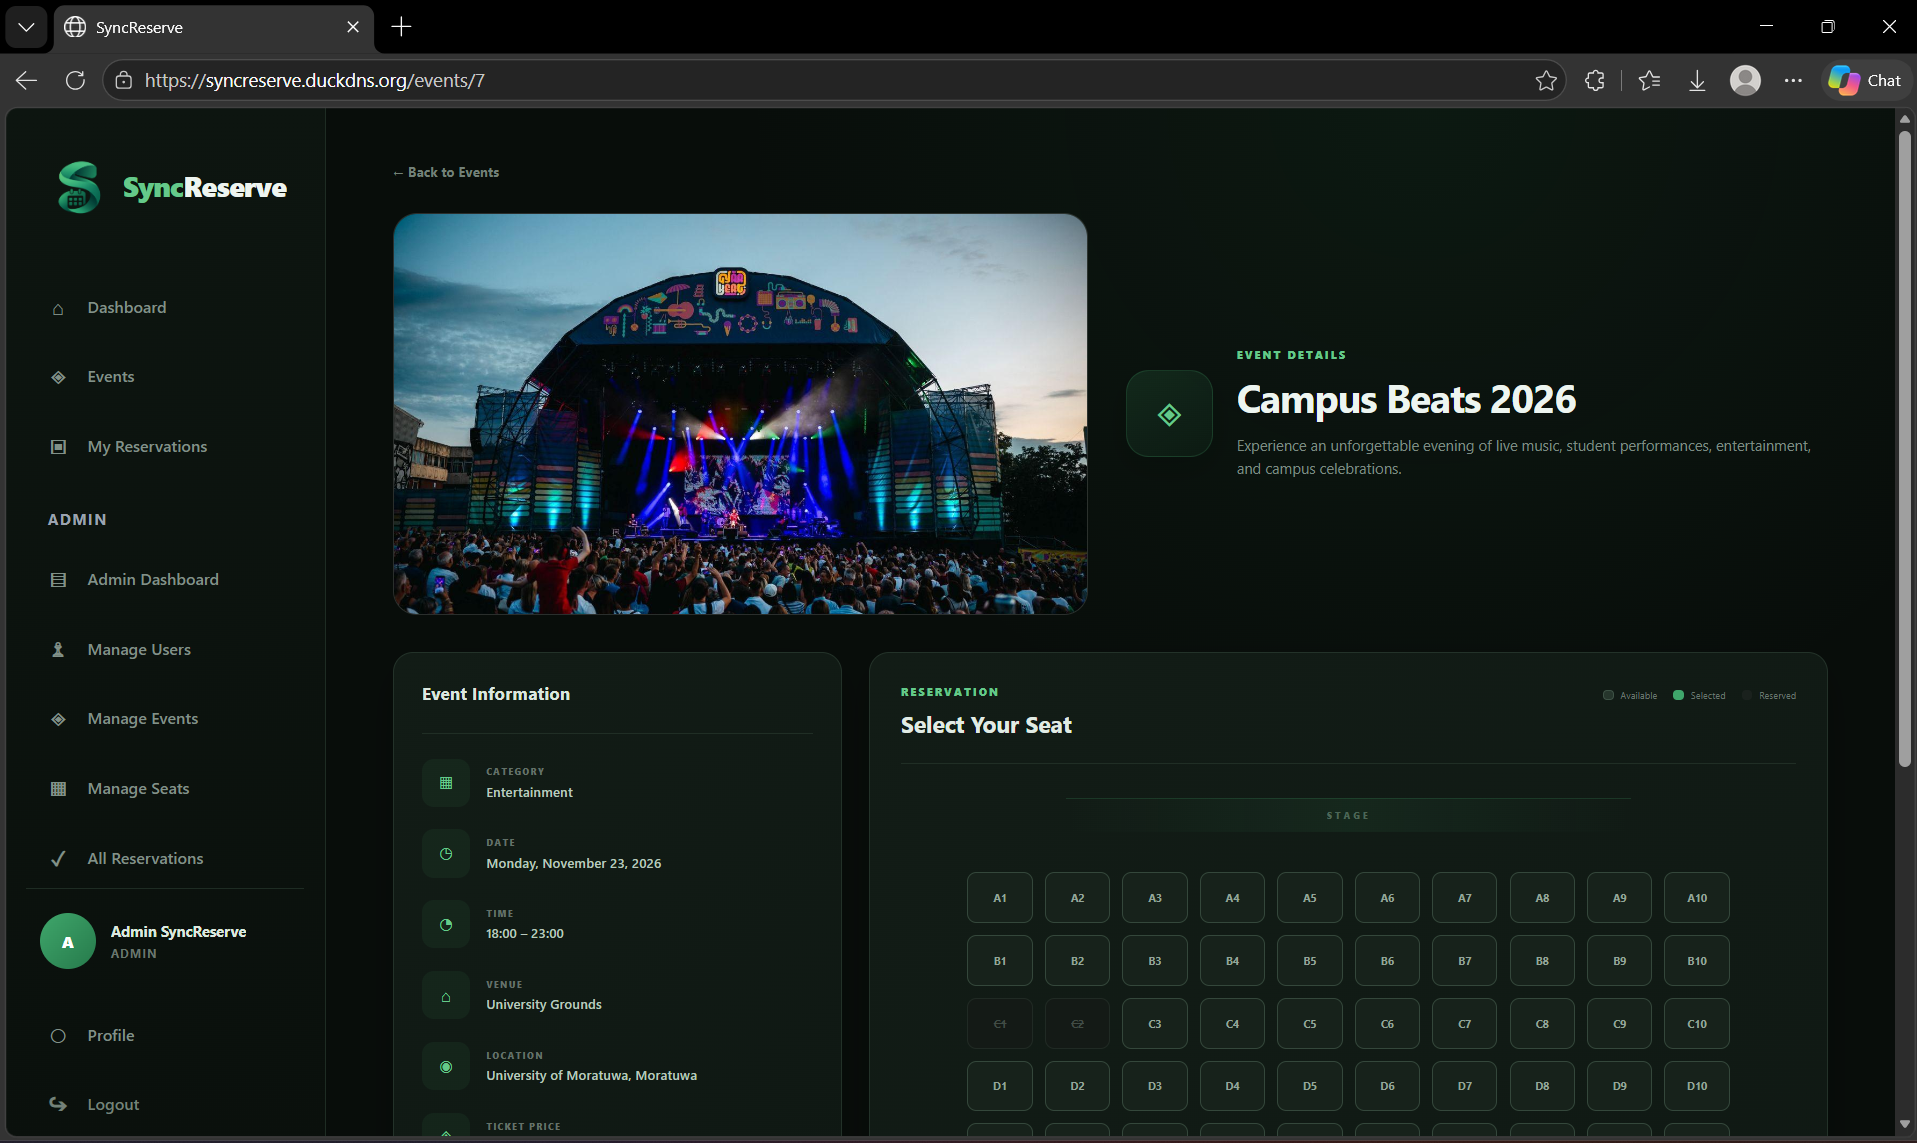 SyncReserve
https://syncreserve.duckdns.org/events/7
Chat
SyncReserve
Dashboard
Events
My Reservations
ADMIN
Admin Dashboard
Manage Users
Manage Events
Manage Seats
All Reservations
A
Admin SyncReserve
ADMIN
Profile
Logout
← Back to Events
EVENT DETAILS
Campus Beats 2026
Experience an unforgettable evening of live music, student performances, entertainment,
and campus celebrations.
Event Information
CATEGORY
Entertainment
DATE
Monday, November 23, 2026
TIME
18:00 – 23:00
VENUE
University Grounds
LOCATION
University of Moratuwa, Moratuwa
TICKET PRICE
RESERVATION
Select Your Seat
Available Selected Reserved
STAGE
A1 A2 A3 A4 A5 A6 A7 A8 A9 A10
B1 B2 B3 B4 B5 B6 B7 B8 B9 B10
C1 C2 C3 C4 C5 C6 C7 C8 C9 C10
D1 D2 D3 D4 D5 D6 D7 D8 D9 D10